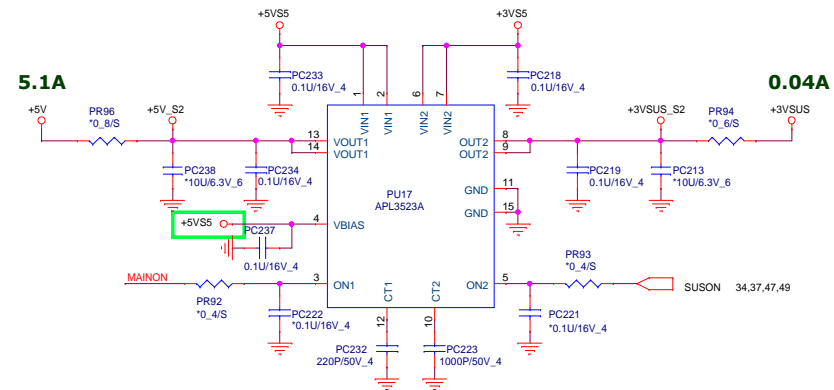 +5VS5
+3VS5
5.1A
0.04A
PC233
0.1U/16V_4
PC218
0.1U/16V_4
1
2
6
7
VIN1
VIN1
VIN2
VIN2
+5V
PR96
*0_8/S
+5V_S2
+3VSUS_S2
PR94
*0_6/S
+3VSUS
13
14
VOUT1
VOUT1
OUT2
OUT2
8
9
PC238
*10U/6.3V_6
PC234
0.1U/16V_4
PC219
0.1U/16V_4
PC213
*10U/6.3V_6
PU17
APL3523A
GND
11
GND
15
+5VS5
4
VBIAS
PC237
0.1U/16V_4
MAINON
PR92
*0_4/S
3
ON1
ON2
5
PR93
*0_4/S
SUSON 34,37,47,49
PC222
*0.1U/16V_4
CT1
CT2
PC221
*0.1U/16V_4
12
10
PC232
220P/50V_4
PC223
1000P/50V_4